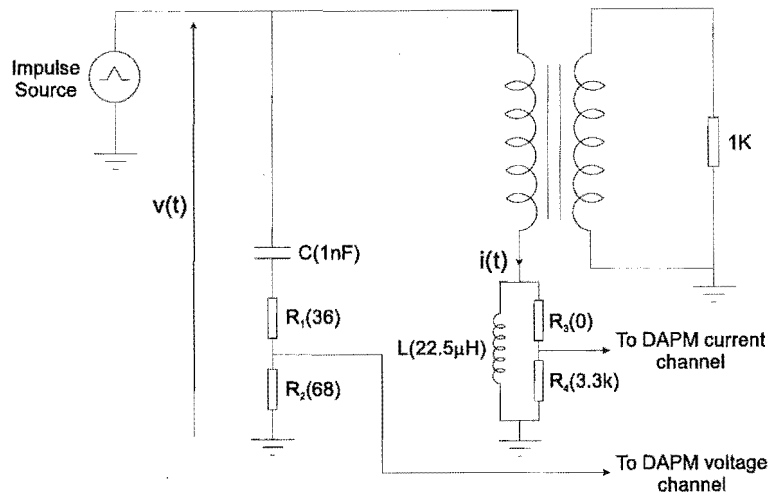 Impulse
Source
v(t)
C(1nF)
R₁(36)
R₂(68)
i(t)
L(22.5μH)
R₃(0)
R₄(3.3k)
1K
To DAPM current
channel
To DAPM voltage
channel